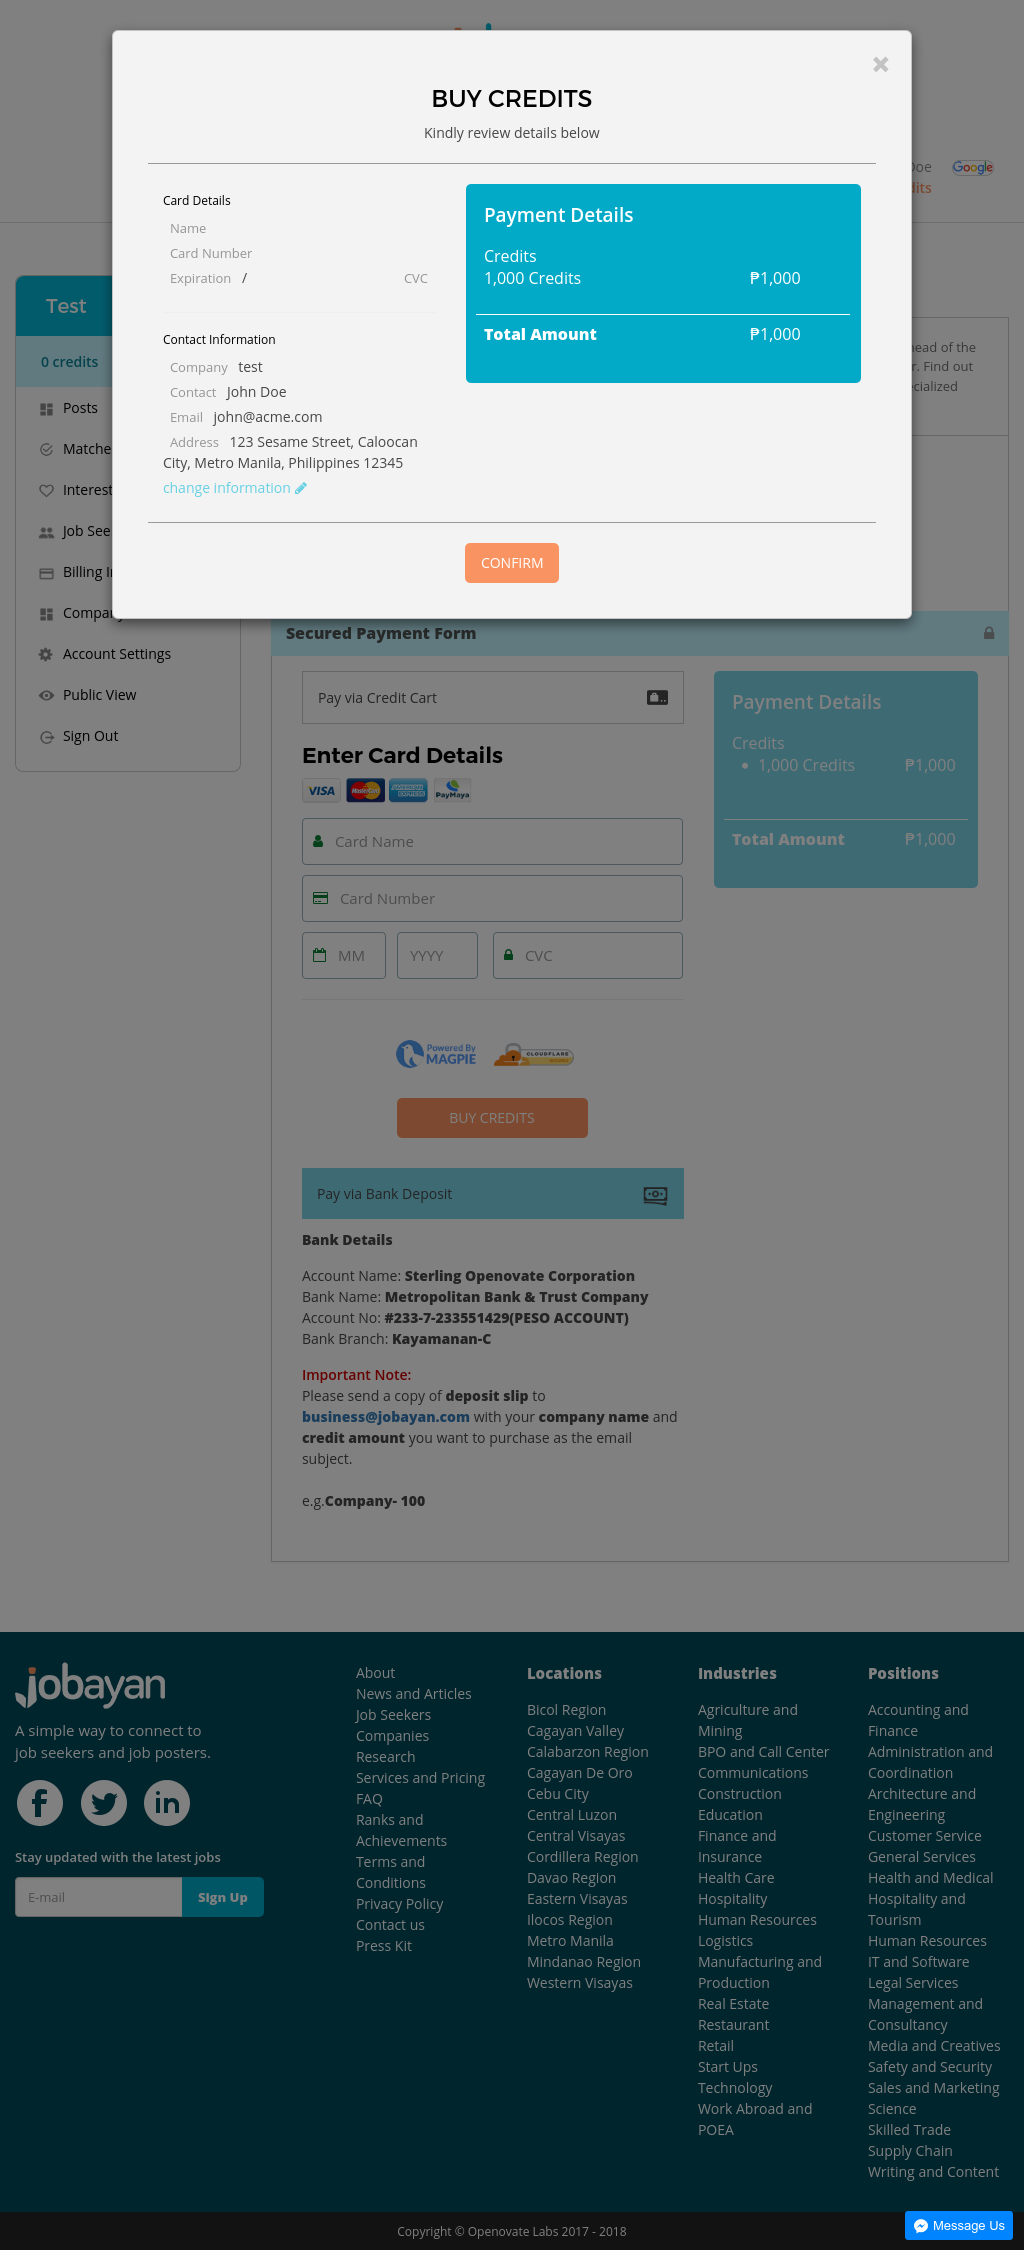 ×
BUY CREDITS
Kindly review details below
Google
Card Details
Name
Card Number
Expiration /
CVC
Contact Information
Company test
Contact John Doe
Email john@acme.com
Address 123 Sesame Street, Caloocan
City, Metro Manila, Philippines 12345
change information
Payment Details
Credits
1,000 Credits ₱1,000
Total Amount ₱1,000
CONFIRM
Test
0 credits
Posts
Matche
Interest
Job See
Billing I
Company
Account Settings
Public View
Sign Out
head of the
r. Find out
Secured Payment Form
Pay via Credit Cart
Enter Card Details
VISA MasterCard AMERICAN EXPRESS PayMaya
Card Name
Card Number
MM YYYY CVC
Powered By
MAGPIE
CLOUDFLARE
BUY CREDITS
Payment Details
Credits
• 1,000 Credits ₱1,000
Total Amount ₱1,000
Pay via Bank Deposit
Bank Details
Account Name: Sterling Openovate Corporation
Bank Name: Metropolitan Bank & Trust Company
Account No: #233-7-233551429(PESO ACCOUNT)
Bank Branch: Kayamanan-C
Important Note:
Please send a copy of deposit slip to
business@jobayan.com with your company name and
credit amount you want to purchase as the email
subject.
e.g.Company- 100
jobayan
A simple way to connect to
job seekers and job posters.
Stay updated with the latest jobs
E-mail
Sign Up
About
News and Articles
Job Seekers
Companies
Research
Services and Pricing
FAQ
Ranks and
Achievements
Terms and
Conditions
Privacy Policy
Contact us
Press Kit
Locations
Bicol Region
Cagayan Valley
Calabarzon Region
Cagayan De Oro
Cebu City
Central Luzon
Central Visayas
Cordillera Region
Davao Region
Eastern Visayas
Ilocos Region
Metro Manila
Mindanao Region
Western Visayas
Industries
Agriculture and
Mining
BPO and Call Center
Communications
Construction
Education
Finance and
Insurance
Health Care
Hospitality
Human Resources
Logistics
Manufacturing and
Production
Real Estate
Restaurant
Retail
Start Ups
Technology
Work Abroad and
POEA
Positions
Accounting and
Finance
Administration and
Coordination
Architecture and
Engineering
Customer Service
General Services
Health and Medical
Hospitality and
Tourism
Human Resources
IT and Software
Legal Services
Management and
Consultancy
Media and Creatives
Safety and Security
Sales and Marketing
Science
Skilled Trade
Supply Chain
Writing and Content
Copyright © Openovate Labs 2017 - 2018
Message Us